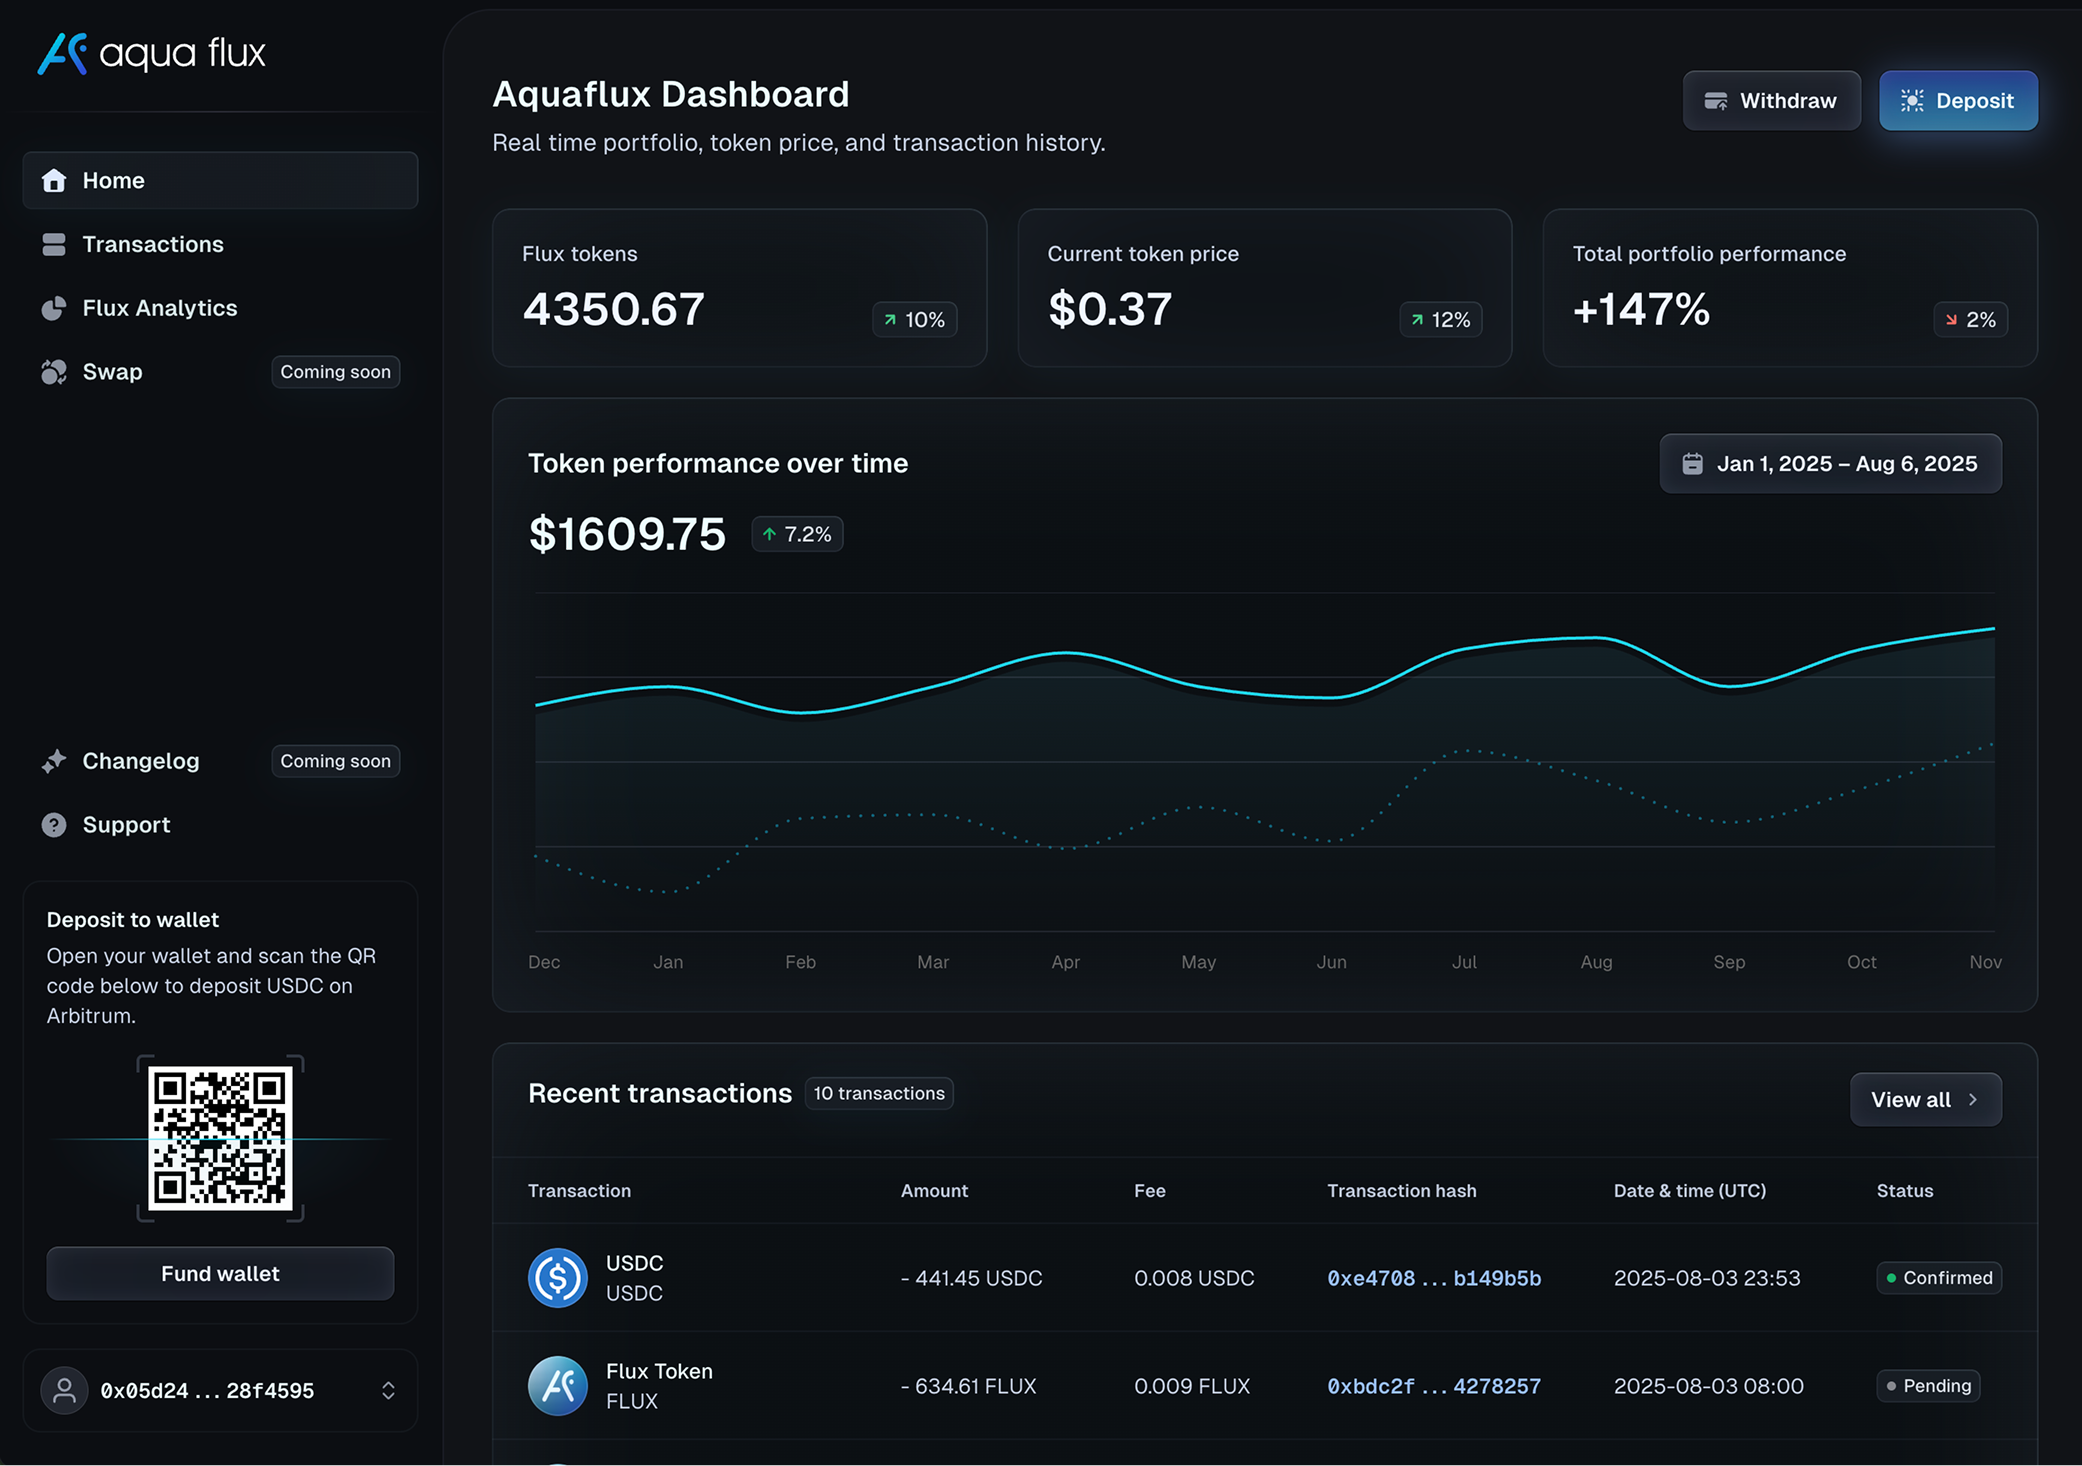 aqua flux
Home
Transactions
Flux Analytics
Swap
Coming soon
Changelog
Coming soon
Support
Deposit to wallet
Open your wallet and scan the QR
code below to deposit USDC on
Arbitrum.
Fund wallet
0x05d24 ... 28f4595
Aquaflux Dashboard
Real time portfolio, token price, and transaction history.
Withdraw
Deposit
Flux tokens
4350.67
10%
Current token price
$0.37
12%
Total portfolio performance
+147%
2%
Token performance over time
Jan 1, 2025 – Aug 6, 2025
$1609.75
7.2%
Dec Jan Feb Mar Apr May Jun Jul Aug Sep Oct Nov
Recent transactions
10 transactions
View all
Transaction Amount Fee Transaction hash Date & time (UTC) Status
USDC
USDC
- 441.45 USDC
0.008 USDC
0xe4708 ... b149b5b
2025-08-03 23:53
Confirmed
Flux Token
FLUX
- 634.61 FLUX
0.009 FLUX
0xbdc2f ... 4278257
2025-08-03 08:00
Pending